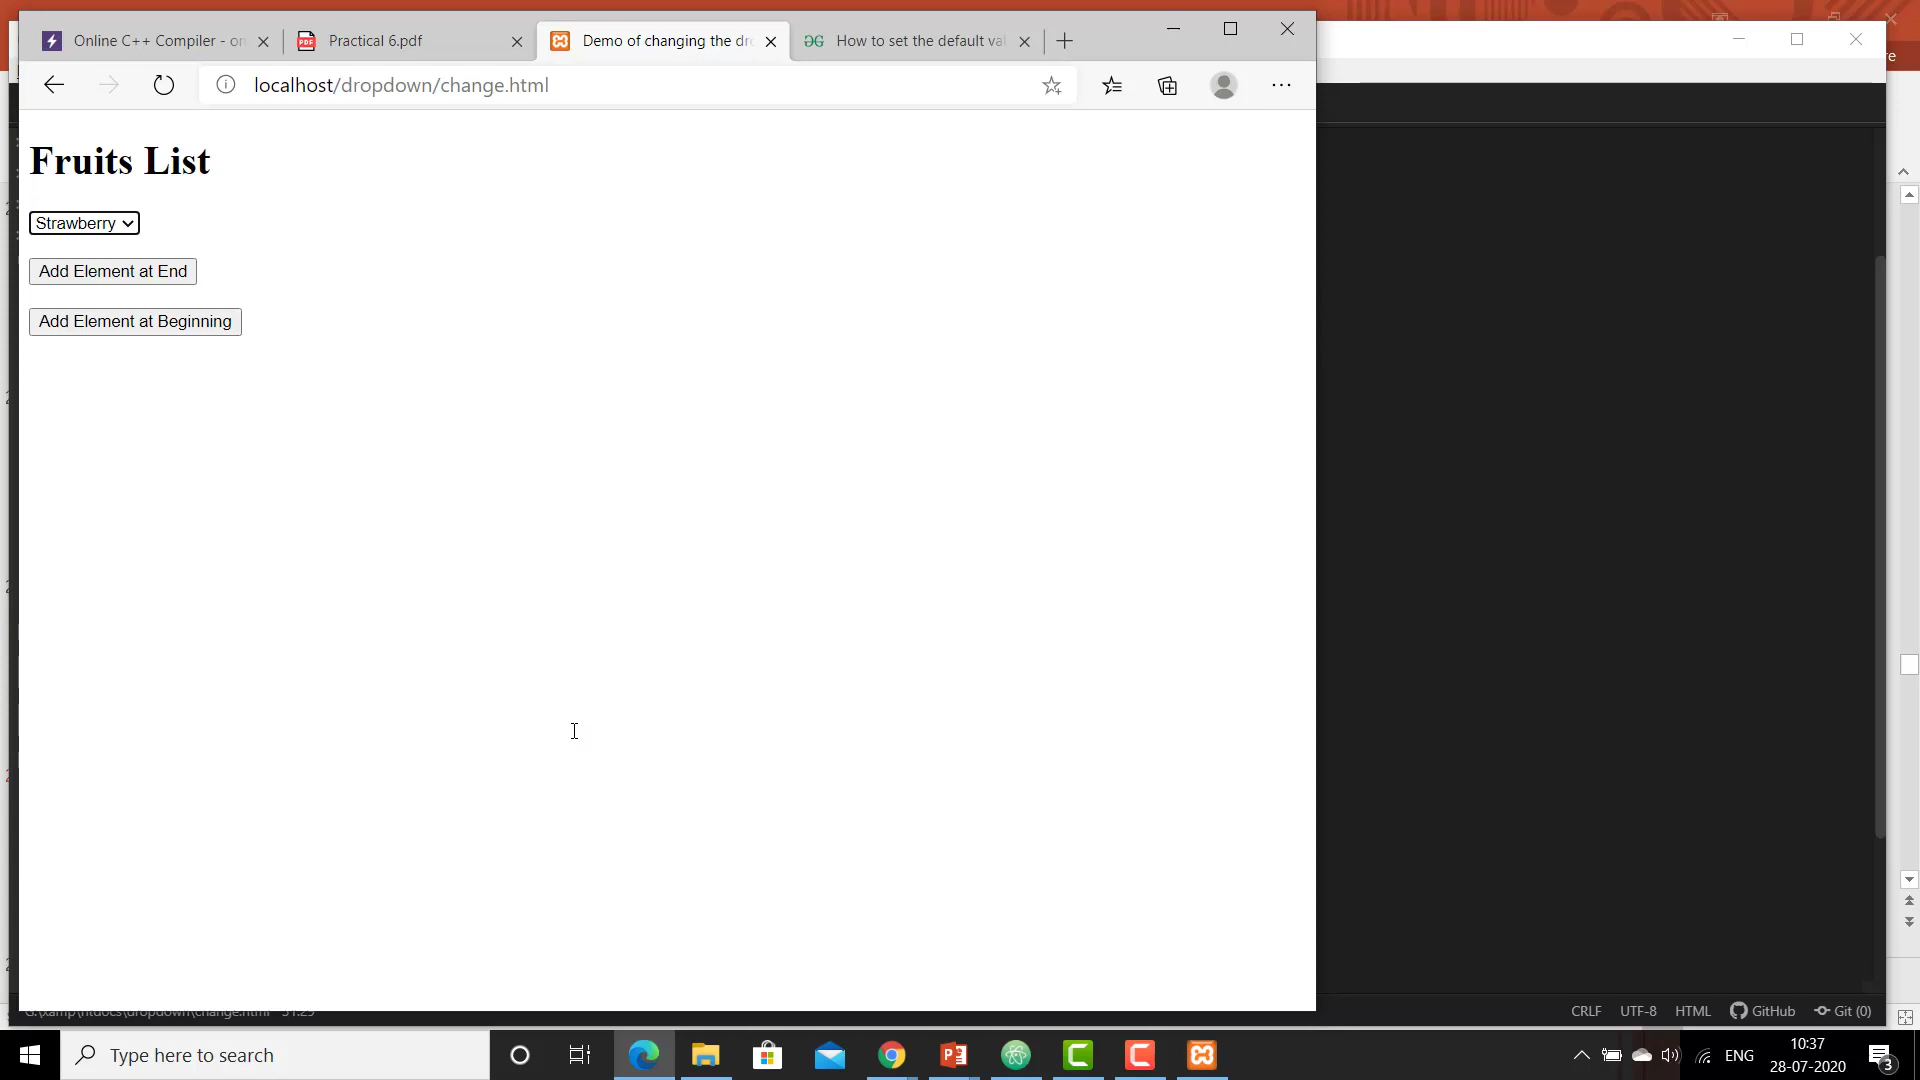 Online C++ Compiler - on
Practical 6.pdf
Demo of changing the dr
How to set the default val
localhost/dropdown/change.html
Fruits List
Strawberry
Add Element at End
Add Element at Beginning
CRLF
UTF-8
HTML
GitHub
Git (0)
Type here to search
ENG
10:37
28-07-2020
3